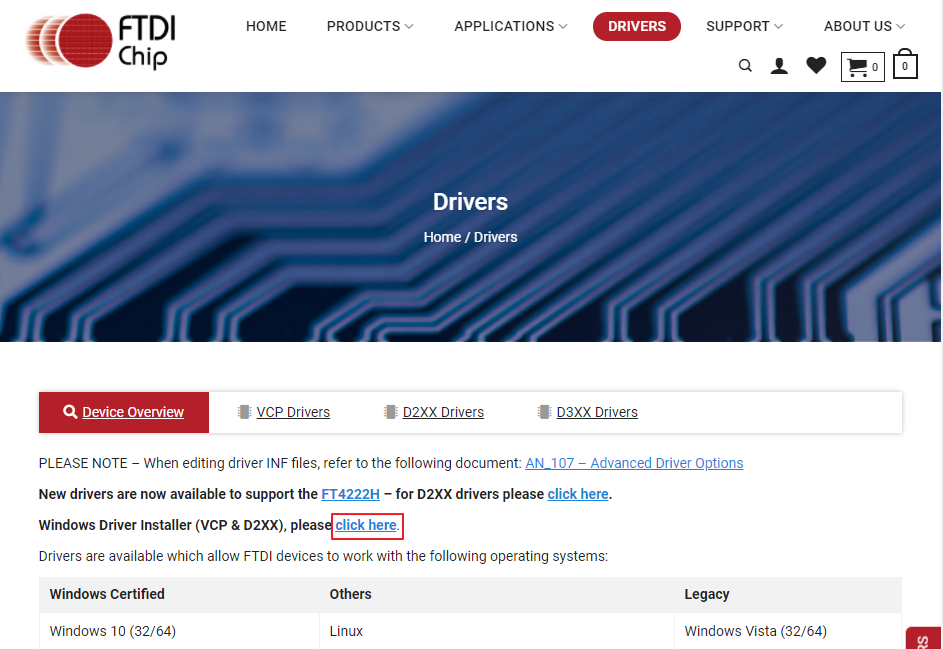 FTDI
Chip
HOME PRODUCTS APPLICATIONS DRIVERS SUPPORT ABOUT US
0 0
Drivers
Home / Drivers
Device Overview VCP Drivers D2XX Drivers D3XX Drivers
PLEASE NOTE – When editing driver INF files, refer to the following document: AN_107 – Advanced Driver Options
New drivers are now available to support the FT4222H – for D2XX drivers please click here.
Windows Driver Installer (VCP & D2XX), please click here.
Drivers are available which allow FTDI devices to work with the following operating systems:
Windows Certified Others Legacy
Windows 10 (32/64) Linux Windows Vista (32/64)